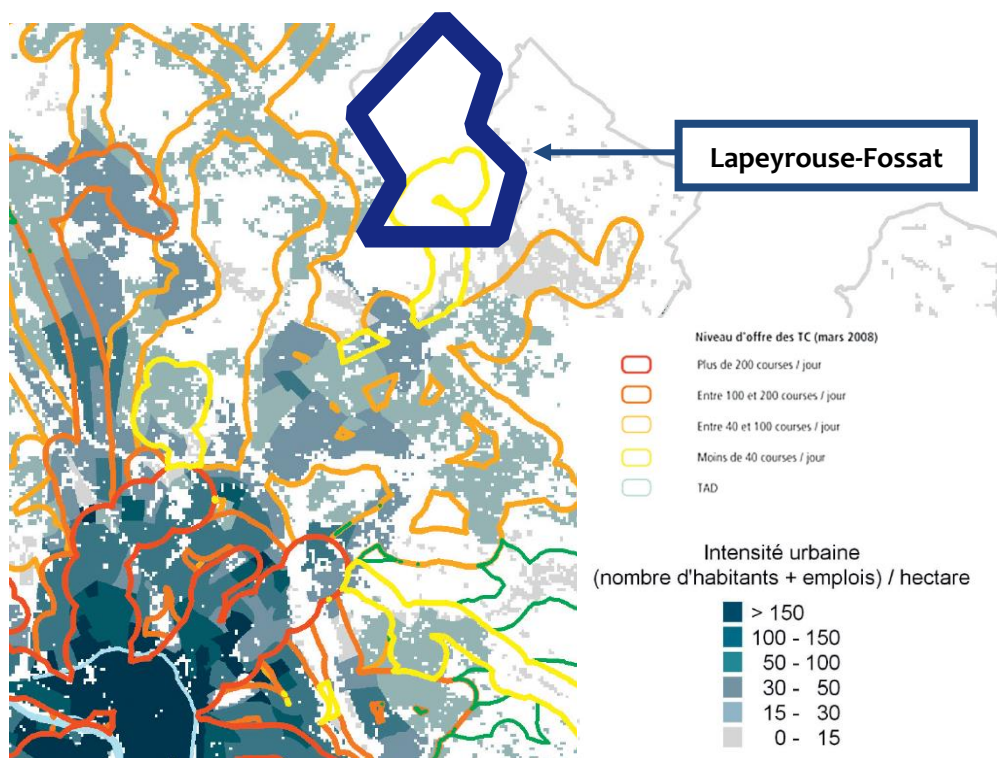 Lapeyrouse-Fossat
Niveau d'offre des TC (mars 2008)
Plus de 200 courses / jour
Entre 100 et 200 courses / jour
Entre 40 et 100 courses / jour
Moins de 40 courses / jour
TAD
Intensité urbaine
(nombre d'habitants + emplois) / hectare
> 150
100 - 150
50 - 100
30 - 50
15 - 30
0 - 15